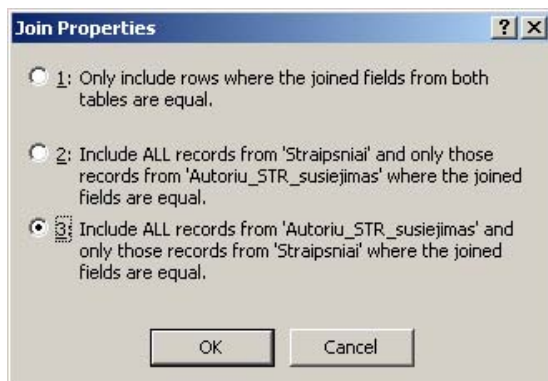 Join Properties
1: Only include rows where the joined fields from both
tables are equal.
2: Include ALL records from 'Straipsniai' and only those
records from 'Autoriu_STR_susiejimas' where the joined
fields are equal.
3: Include ALL records from 'Autoriu_STR_susiejimas' and
only those records from 'Straipsniai' where the joined
fields are equal.
OK Cancel